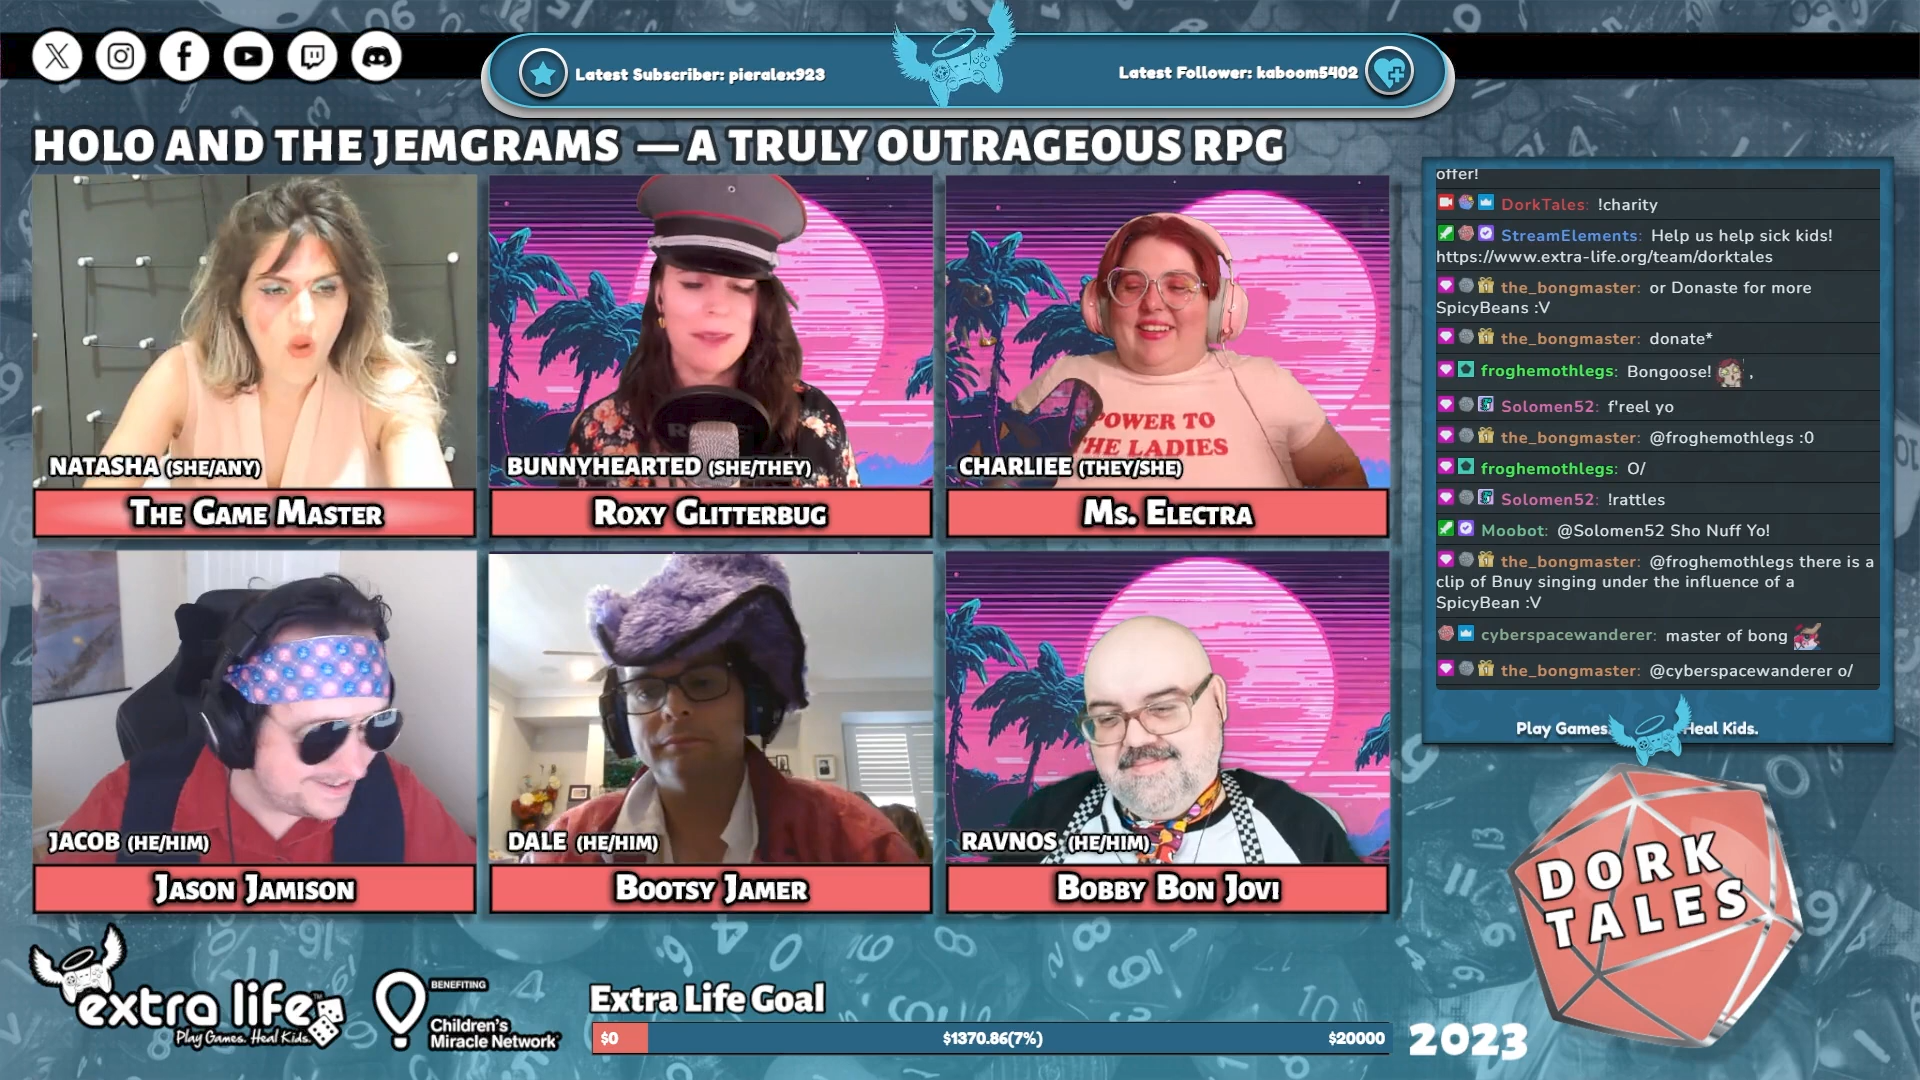 Latest Subscriber: pieralex923
Latest Follower: kaboom5402
HOLO AND THE JEMGRAMS — A TRULY OUTRAGEOUS RPG
NATASHA (SHE/ANY)
THE GAME MASTER
BUNNYHEARTED (SHE/THEY)
ROXY GLITTERBUG
POWER TO
THE LADIES
CHARLIEE (THEY/SHE)
MS. ELECTRA
JACOB (HE/HIM)
JASON JAMISON
DALE (HE/HIM)
BOOTSY JAMER
RAVNOS (HE/HIM)
BOBBY BON JOVI
offer!
DorkTales: !charity
StreamElements: Help us help sick kids!
https://www.extra-life.org/team/dorktales
the_bongmaster: or Donaste for more
SpicyBeans :V
the_bongmaster: donate*
froghemothlegs: Bongoose! ,
Solomen52: f'reel yo
the_bongmaster: @froghemothlegs :0
froghemothlegs: O/
Solomen52: !rattles
Moobot: @Solomen52 Sho Nuff Yo!
the_bongmaster: @froghemothlegs there is a
clip of Bnuy singing under the influence of a
SpicyBean :V
cyberspacewanderer: master of bong
the_bongmaster: @cyberspacewanderer o/
Play Games. Heal Kids.
DORK
TALES
extra life
Play Games. Heal Kids.
BENEFITING
Children's
Miracle Network
Extra Life Goal
$0
$1370.86(7%)
$20000
2023